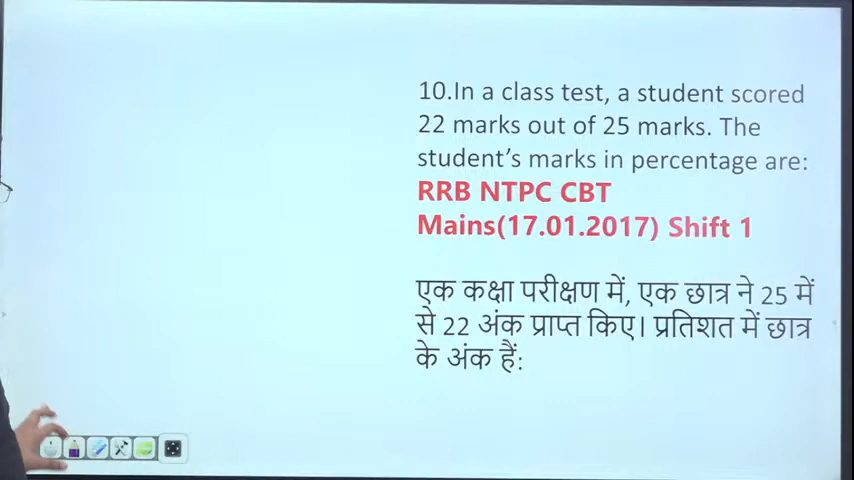 10.In a class test, a student scored
22 marks out of 25 marks. The
student's marks in percentage are:
RRB NTPC CBT
Mains(17.01.2017) Shift 1
एक कक्षा परीक्षण में, एक छात्र ने 25 में
से 22 अंक प्राप्त किए। प्रतिशत में छात्र
के अंक हैं: